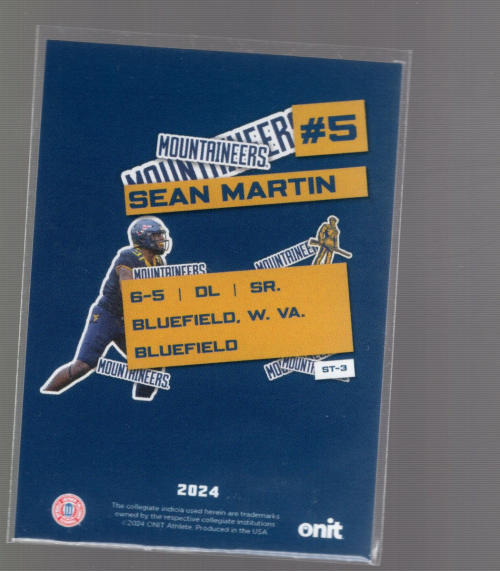 #5
MOUNTAINEERS
MOUNTAINEERS
SEAN MARTIN
MOUNTAINEERS
MOUNTAINEE
6-5 | DL | SR.
BLUEFIELD, W. VA.
BLUEFIELD
MOUNTAINEERS
ST-3
2024
The collegiate indicia used herein are trademarks
owned by the respective collegiate institutions
©2024 ONIT Athlete. Produced in the USA
onit